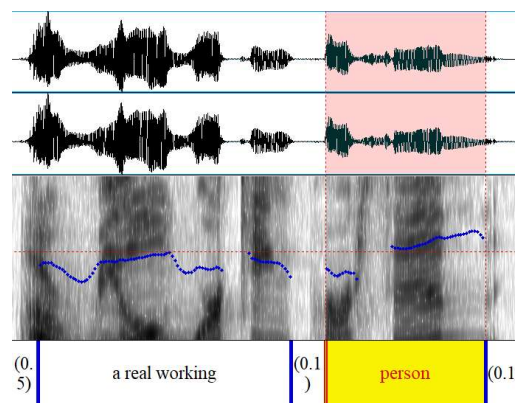 (0.
5)
a real working
(0.1
)
person
(0.1